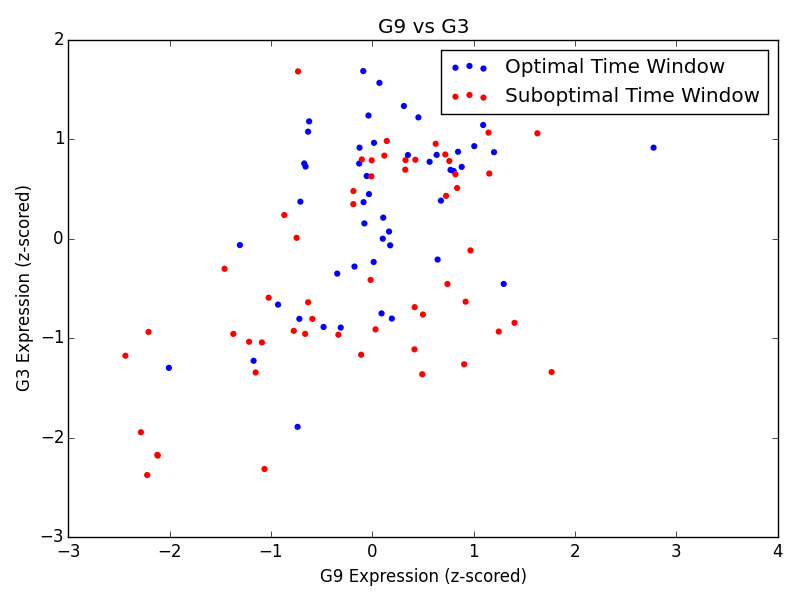 G9 vs G3
Optimal Time Window
Suboptimal Time Window
2
1
0
−1
−2
−3
G3 Expression (z-scored)
−3 −2 −1 0 1 2 3 4
G9 Expression (z-scored)